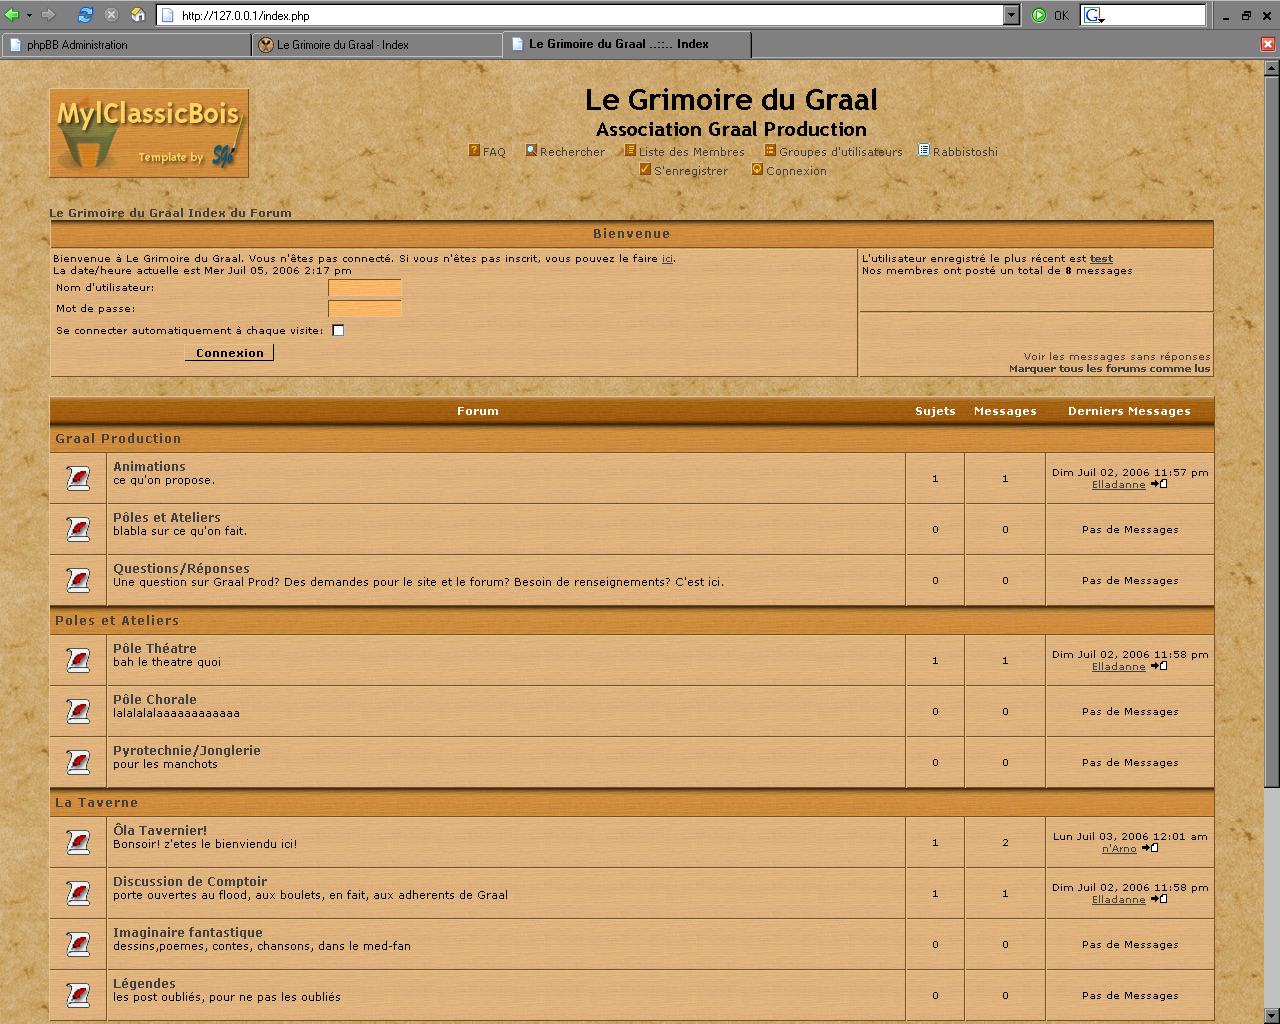 http://127.0.0.1/index.php
OK
G
phpBB Administration
Le Grimoire du Graal - Index
Le Grimoire du Graal ..::.. Index
MylClassicBois
Template by
Le Grimoire du Graal
Association Graal Production
FAQ Rechercher Liste des Membres Groupes d'utilisateurs Rabbistoshi
S'enregistrer Connexion
Le Grimoire du Graal Index du Forum
Bienvenue
Bienvenue à Le Grimoire du Graal. Vous n'êtes pas connecté. Si vous n'êtes pas inscrit, vous pouvez le faire ici.
La date/heure actuelle est Mer Juil 05, 2006 2:17 pm
Nom d'utilisateur:
Mot de passe:
Se connecter automatiquement à chaque visite:
Connexion
L'utilisateur enregistré le plus récent est test
Nos membres ont posté un total de 8 messages
Voir les messages sans réponses
Marquer tous les forums comme lus
Forum Sujets Messages Derniers Messages
Graal Production
Animations
ce qu'on propose.
1 1
Dim Juil 02, 2006 11:57 pm
Elladanne
Pôles et Ateliers
blabla sur ce qu'on fait.
0 0 Pas de Messages
Questions/Réponses
Une question sur Graal Prod? Des demandes pour le site et le forum? Besoin de renseignements? C'est ici.
0 0 Pas de Messages
Poles et Ateliers
Pôle Théatre
bah le theatre quoi
1 1
Dim Juil 02, 2006 11:58 pm
Elladanne
Pôle Chorale
lalalalalaaaaaaaaaaaa
0 0 Pas de Messages
Pyrotechnie/Jonglerie
pour les manchots
0 0 Pas de Messages
La Taverne
Ôla Tavernier!
Bonsoir! z'etes le bienviendu ici!
1 2
Lun Juil 03, 2006 12:01 am
n'Arno
Discussion de Comptoir
porte ouvertes au flood, aux boulets, en fait, aux adherents de Graal
1 1
Dim Juil 02, 2006 11:58 pm
Elladanne
Imaginaire fantastique
dessins,poemes, contes, chansons, dans le med-fan
0 0 Pas de Messages
Légendes
les post oubliés, pour ne pas les oubliés
0 0 Pas de Messages